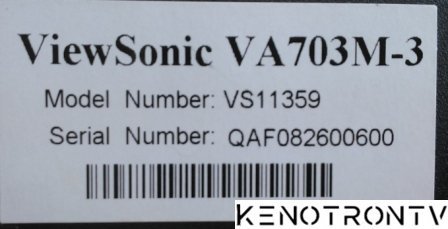 ViewSonic VA703M-3
Model Number: VS11359
Serial Number: QAF082600600
KENOTRONTV